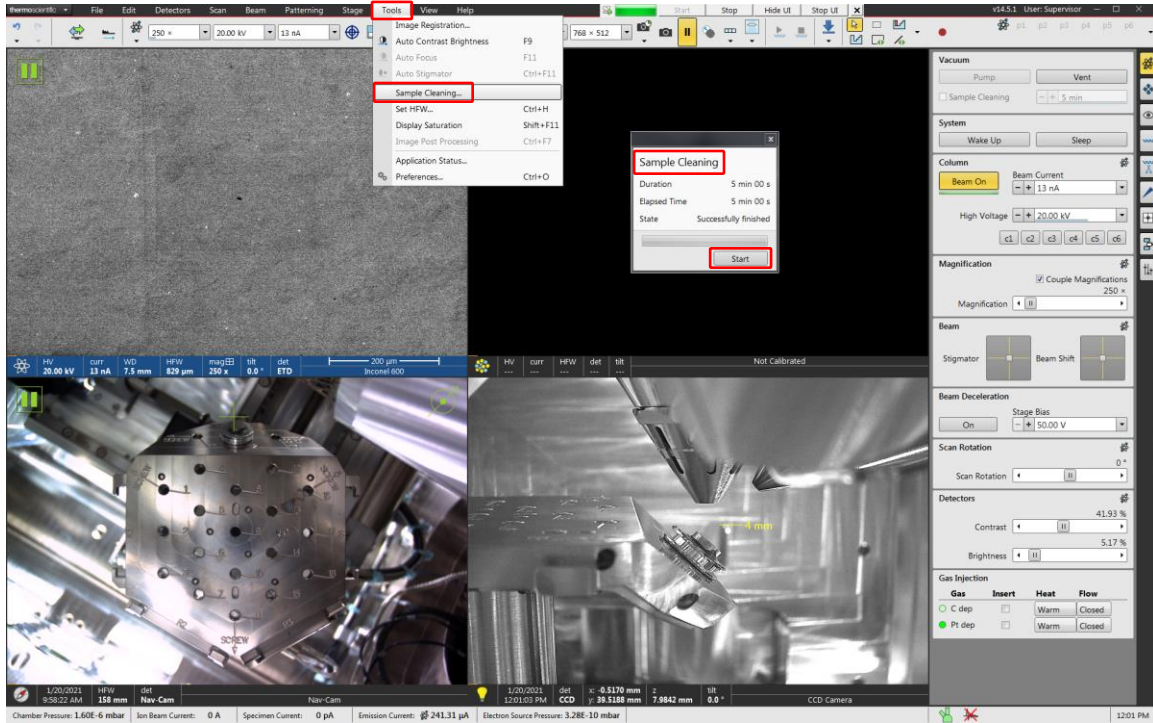 thermoscientific File Edit Detectors Scan Beam Patterning Stage Tools View Help Start Stop Hide UI Stop UI x v14.5.1 User: Supervisor
250 × 20.00 kV 13 nA 768 × 512 p1 p2 p3 p4 p5 p6
Image Registration...
Auto Contrast Brightness F9
Auto Focus F11
Auto Stigmator Ctrl+F11
Sample Cleaning...
Set HFW... Ctrl+H
Display Saturation Shift+F11
Image Post Processing Ctrl+F7
Application Status...
Preferences... Ctrl+O
x
Sample Cleaning
Duration 5 min 00 s
Elapsed Time 5 min 00 s
State Successfully finished
Start
HV curr WD HFW mag tilt det 200 µm
20.00 kV 13 nA 7.5 mm 829 µm 250 x 0.0 ° ETD Inconel 600
HV curr HFW det tilt Not Calibrated
--- --- --- --- ---
SCREW
4 mm
1/20/2021 HFW det
9:58:22 AM 158 mm Nav-Cam Nav-Cam
1/20/2021 det x: -0.5170 mm z tilt
12:01:03 PM CCD y: 39.5188 mm 7.9842 mm 0.0 ° CCD Camera
Vacuum
Pump Vent
Sample Cleaning - + 5 min
System
Wake Up Sleep
Column
Beam On Beam Current
- + 13 nA
High Voltage - + 20.00 kV
c1 c2 c3 c4 c5 c6
Magnification
Couple Magnifications
250 ×
Magnification
Beam
Stigmator Beam Shift
Beam Deceleration
Stage Bias
On - + 50.00 V
Scan Rotation
0 °
Scan Rotation
Detectors
41.93 %
Contrast
5.17 %
Brightness
Gas Injection
Gas Insert Heat Flow
C dep Warm Closed
Pt dep Warm Closed
Chamber Pressure: 1.60E-6 mbar Ion Beam Current: 0 A Specimen Current: 0 pA Emission Current: 241.31 µA Electron Source Pressure: 3.28E-10 mbar 12:01 PM